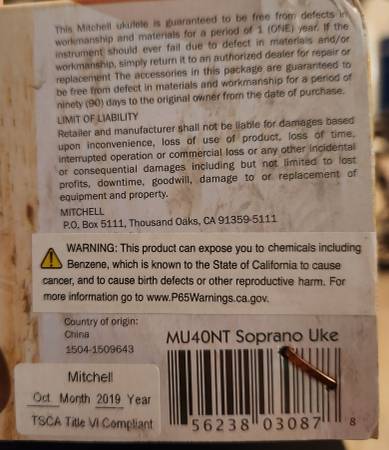 This Mitchell ukulele is guaranteed to be free from defects in
workmanship and materials for a period of 1 (ONE) year. If the
instrument should ever fail due to defect in materials and/or
workmanship, simply return it to an authorized dealer for repair or
replacement The accessories in this package are guaranteed to
be free from defect in materials and workmanship for a period of
ninety (90) days to the original owner from the date of purchase.
LIMIT OF LIABILITY
Retailer and manufacturer shall not be liable for damages based
upon inconvenience, loss of use of product, loss of time,
interrupted operation or commercial loss or any other incidental
or consequential damages including but not limited to lost
profits, downtime, goodwill, damage to or replacement of
equipment and property.
MITCHELL
P.O. Box 5111, Thousand Oaks, CA 91359-5111
WARNING: This product can expose you to chemicals including
Benzene, which is known to the State of California to cause
cancer, and to cause birth defects or other reproductive harm. For
more information go to www.P65Warnings.ca.gov.
Country of origin:
China
1504-1509643
MU40NT Soprano Uke
Mitchell
Oct Month 2019 Year
TSCA Title VI Compliant
56238 03087 8